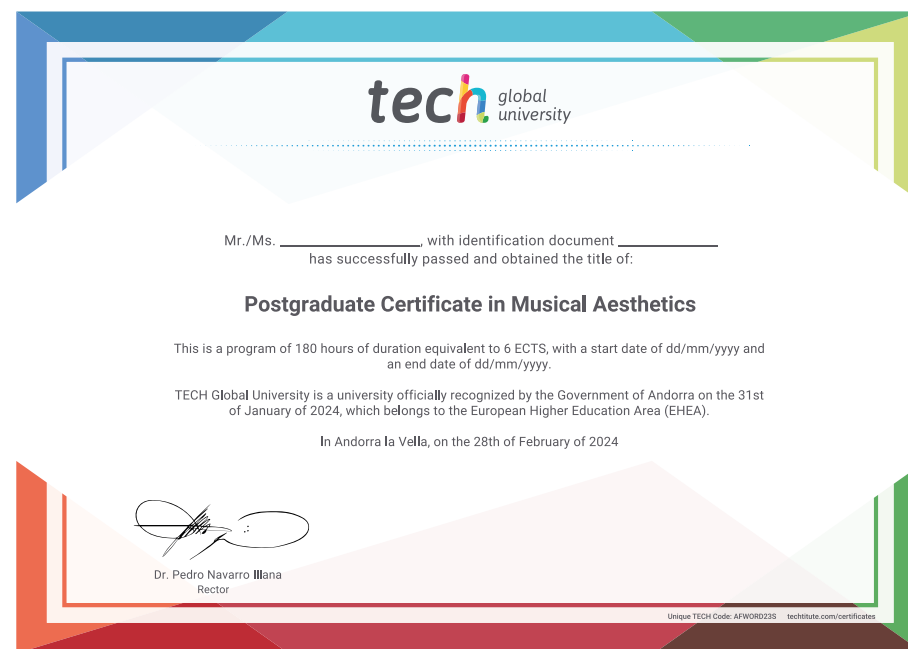 tech global
university
Mr./Ms. ____________________, with identification document ______________
has successfully passed and obtained the title of:
Postgraduate Certificate in Musical Aesthetics
This is a program of 180 hours of duration equivalent to 6 ECTS, with a start date of dd/mm/yyyy and
an end date of dd/mm/yyyy.
TECH Global University is a university officially recognized by the Government of Andorra on the 31st
of January of 2024, which belongs to the European Higher Education Area (EHEA).
In Andorra la Vella, on the 28th of February of 2024
Dr. Pedro Navarro Illana
Rector
Unique TECH Code: AFWORD23S techtitute.com/certificates